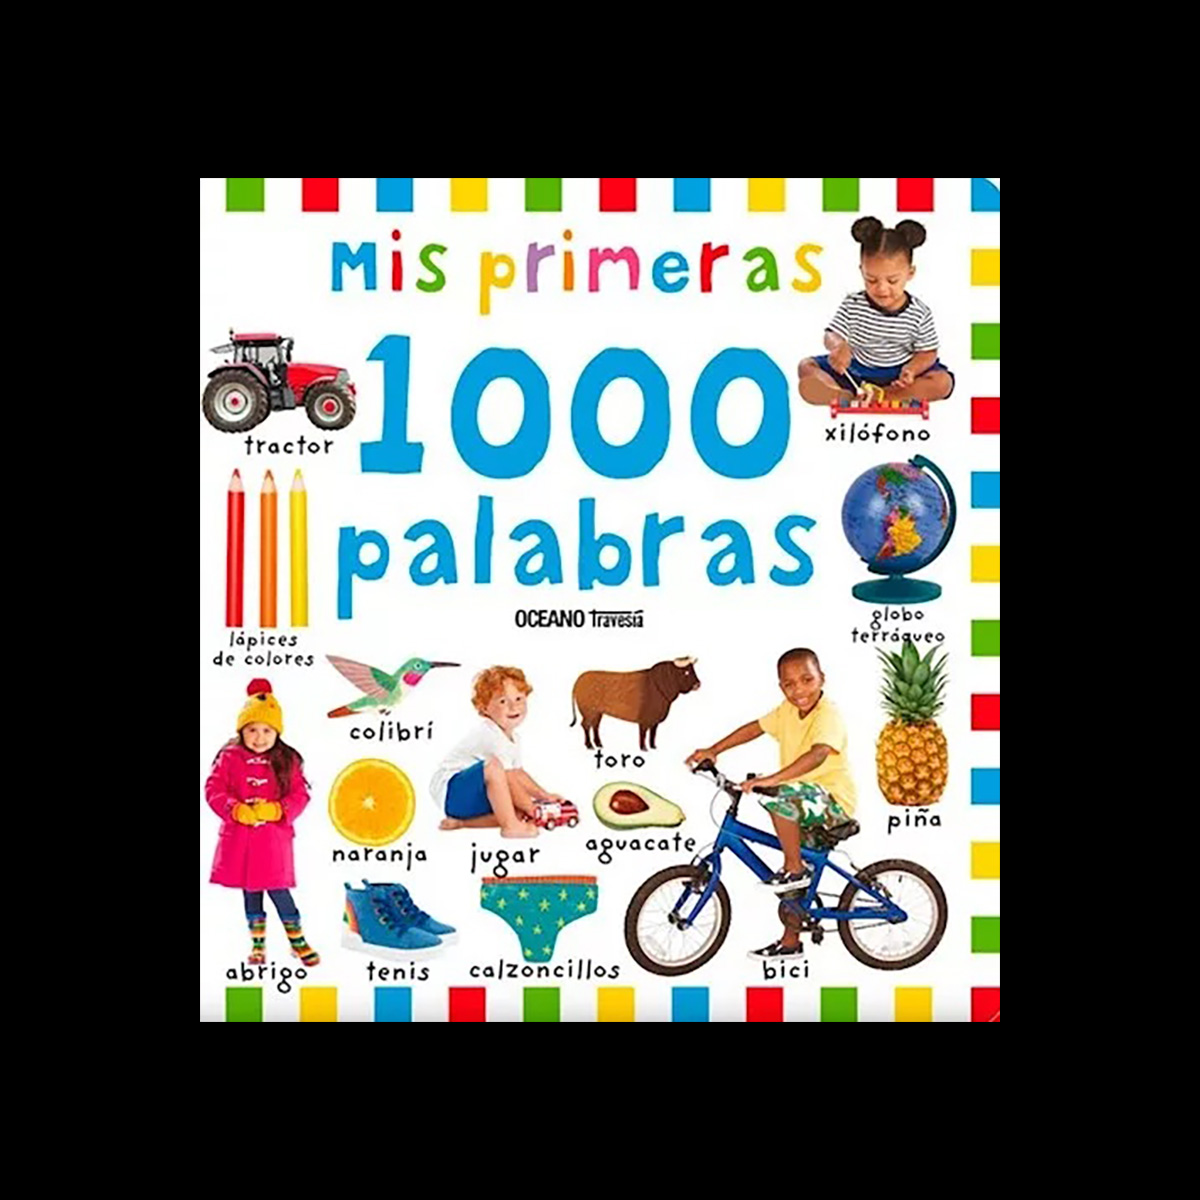 Mis primeras
1000
palabras
OCEANO Travesía
tractor
xilófono
lápices
de colores
globo
terráqueo
colibrí
toro
piña
naranja
jugar
aguacate
abrigo
tenis
calzoncillos
bici